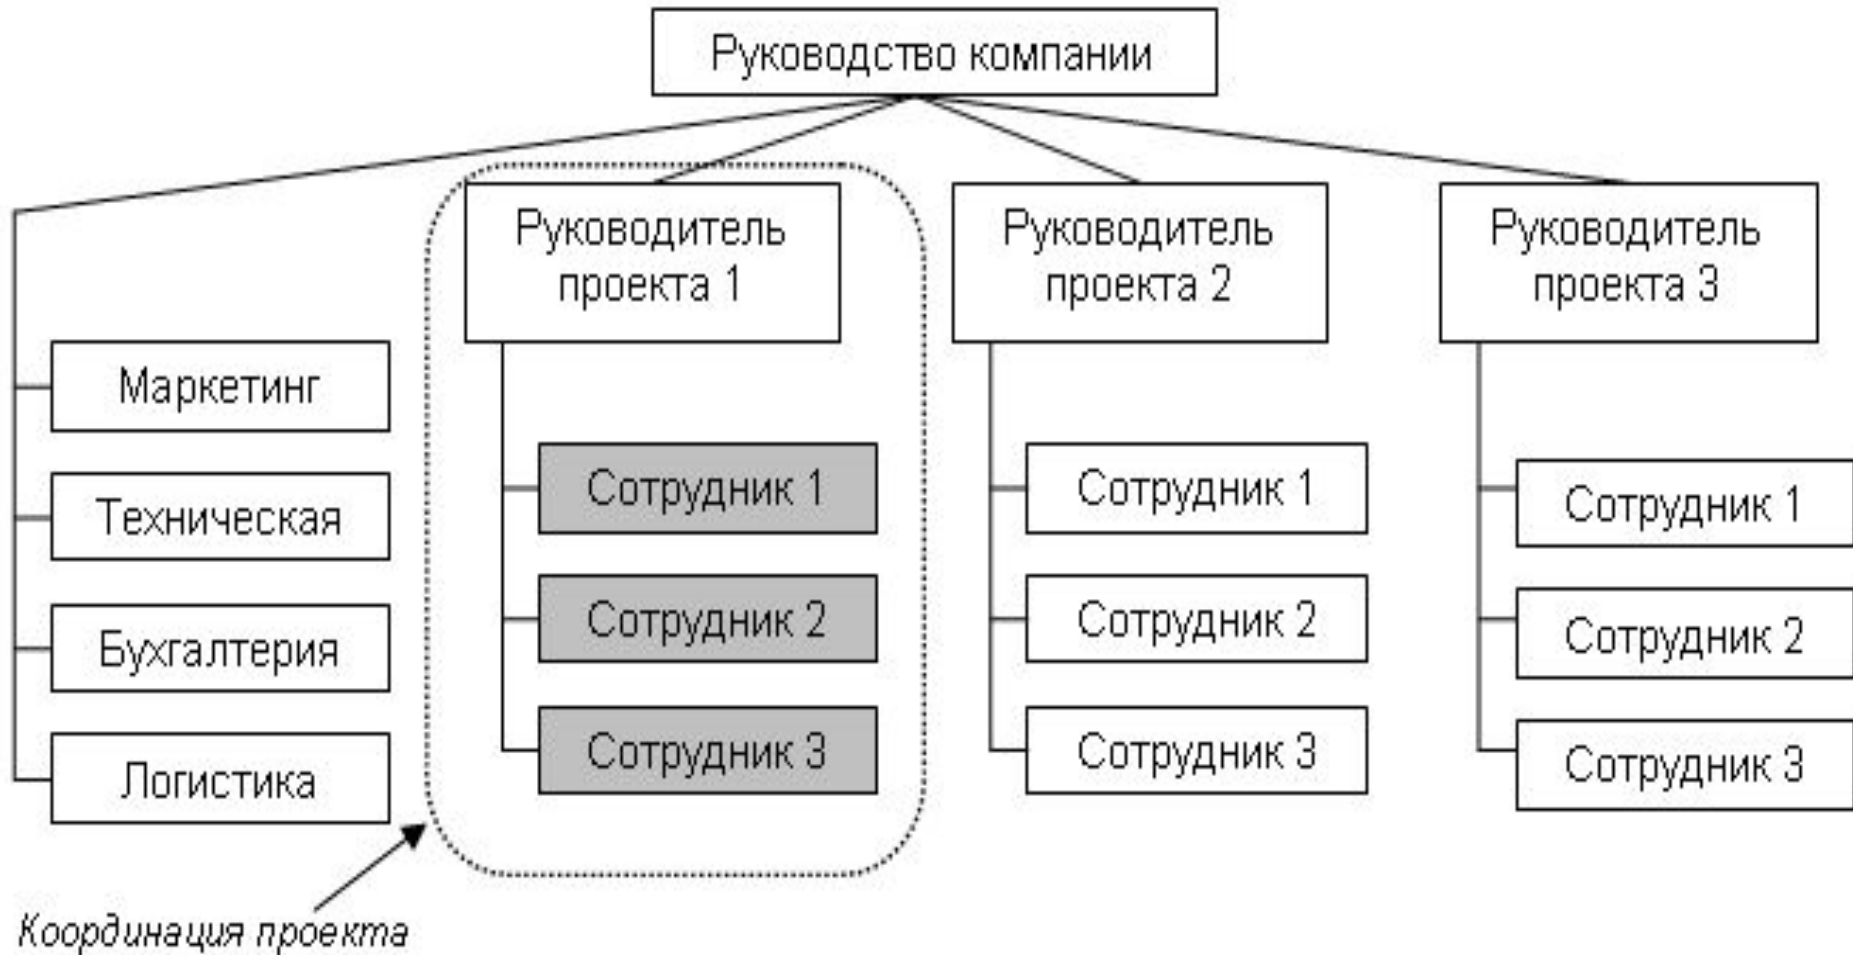 Руководство компании
Руководитель
проекта 1
Руководитель
проекта 2
Руководитель
проекта 3
Маркетинг
Техническая
Бухгалтерия
Логистика
Сотрудник 1
Сотрудник 2
Сотрудник 3
Сотрудник 1
Сотрудник 2
Сотрудник 3
Сотрудник 1
Сотрудник 2
Сотрудник 3
Координация проекта